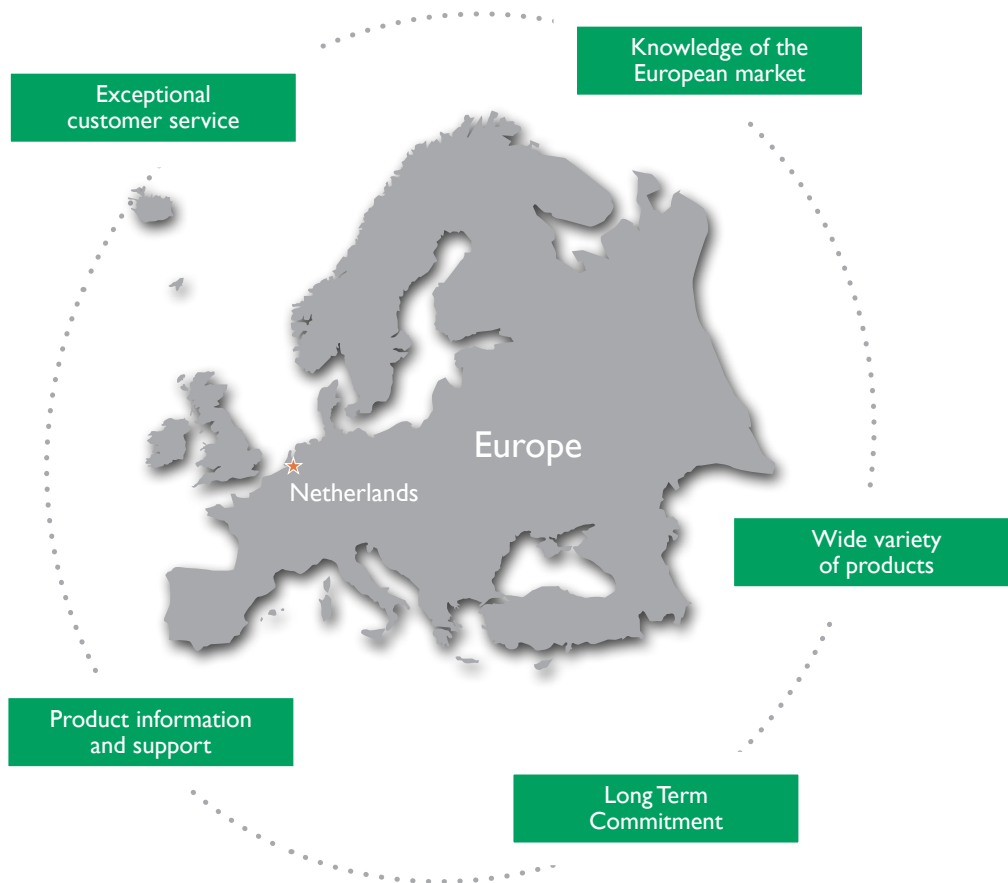 Knowledge of the
European market
Exceptional
customer service
Europe
Netherlands
Wide variety
of products
Product information
and support
Long Term
Commitment